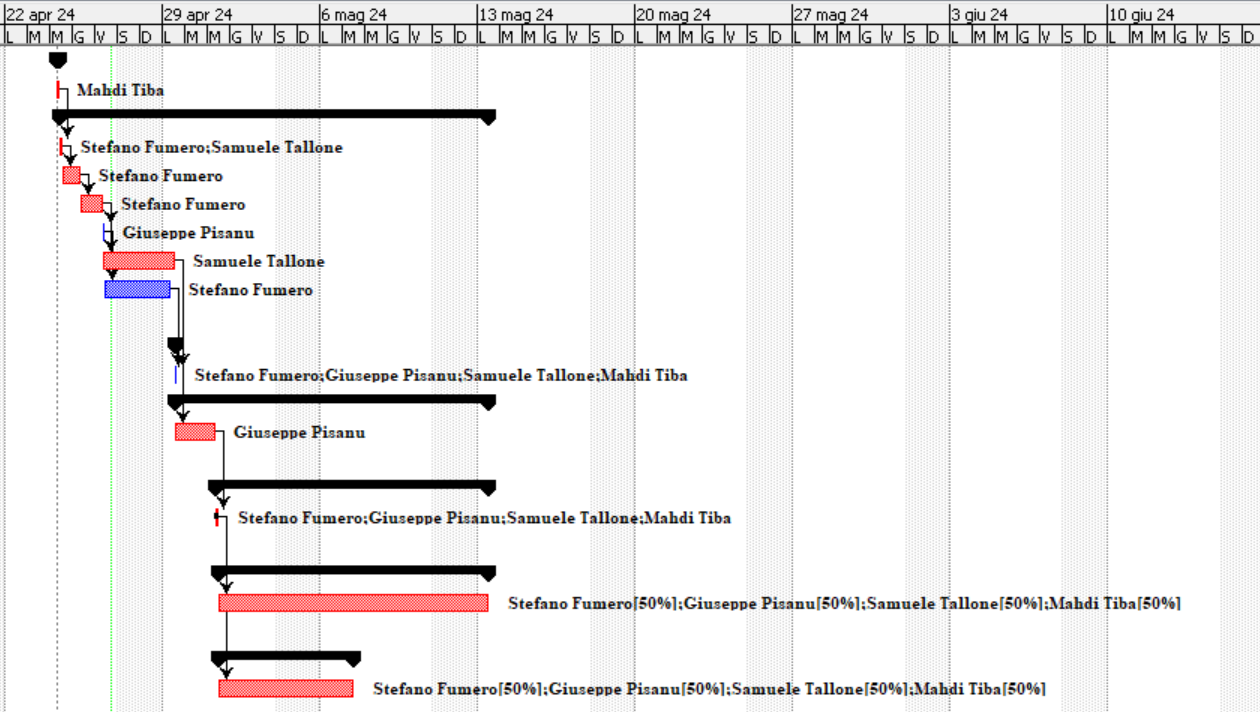 22 apr 24 29 apr 24 6 mag 24 13 mag 24 20 mag 24 27 mag 24 3 giu 24 10 giu 24
L M M G V S D L M M G V S D L M M G V S D L M M G V S D L M M G V S D L M M G V S D L M M G V S D L M M G V S D
Mahdi Tiba
Stefano Fumero;Samuele Tallone
Stefano Fumero
Stefano Fumero
Giuseppe Pisanu
Samuele Tallone
Stefano Fumero
Stefano Fumero;Giuseppe Pisanu;Samuele Tallone;Mahdi Tiba
Giuseppe Pisanu
Stefano Fumero;Giuseppe Pisanu;Samuele Tallone;Mahdi Tiba
Stefano Fumero[50%];Giuseppe Pisanu[50%];Samuele Tallone[50%];Mahdi Tiba[50%]
Stefano Fumero[50%];Giuseppe Pisanu[50%];Samuele Tallone[50%];Mahdi Tiba[50%]